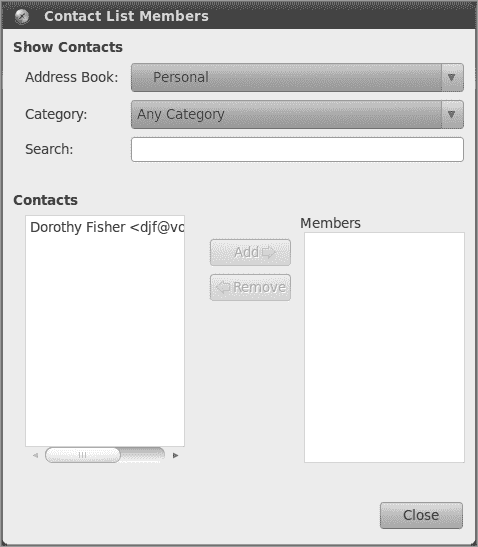 Contact List Members
Show Contacts
Address Book: Personal
Category: Any Category
Search:
Contacts
Dorothy Fisher <djf@vo
Members
Add
Remove
Close